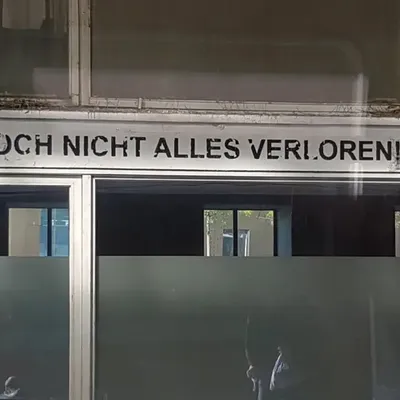 OCH NICHT ALLES VERLOREN!